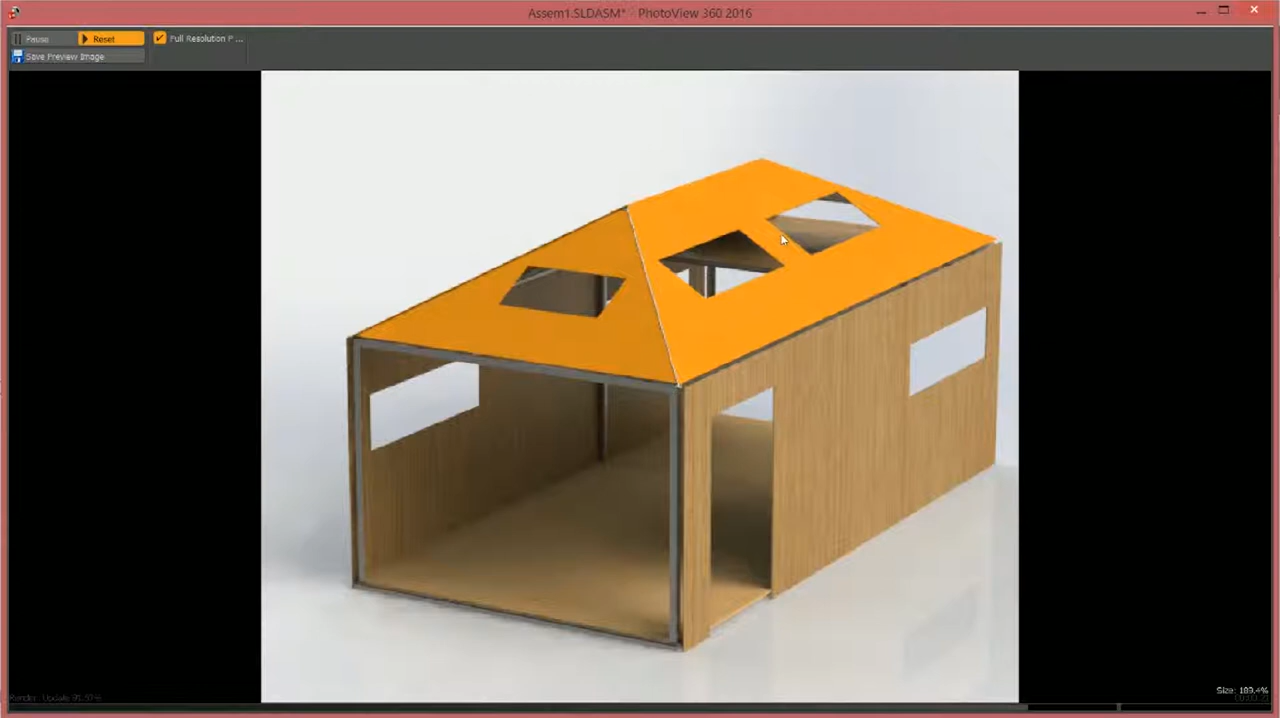 Assem1.SLDASM* - PhotoView 360 2016
Pause Reset Full Resolution P ...
Save Preview Image
Size: 189.4%